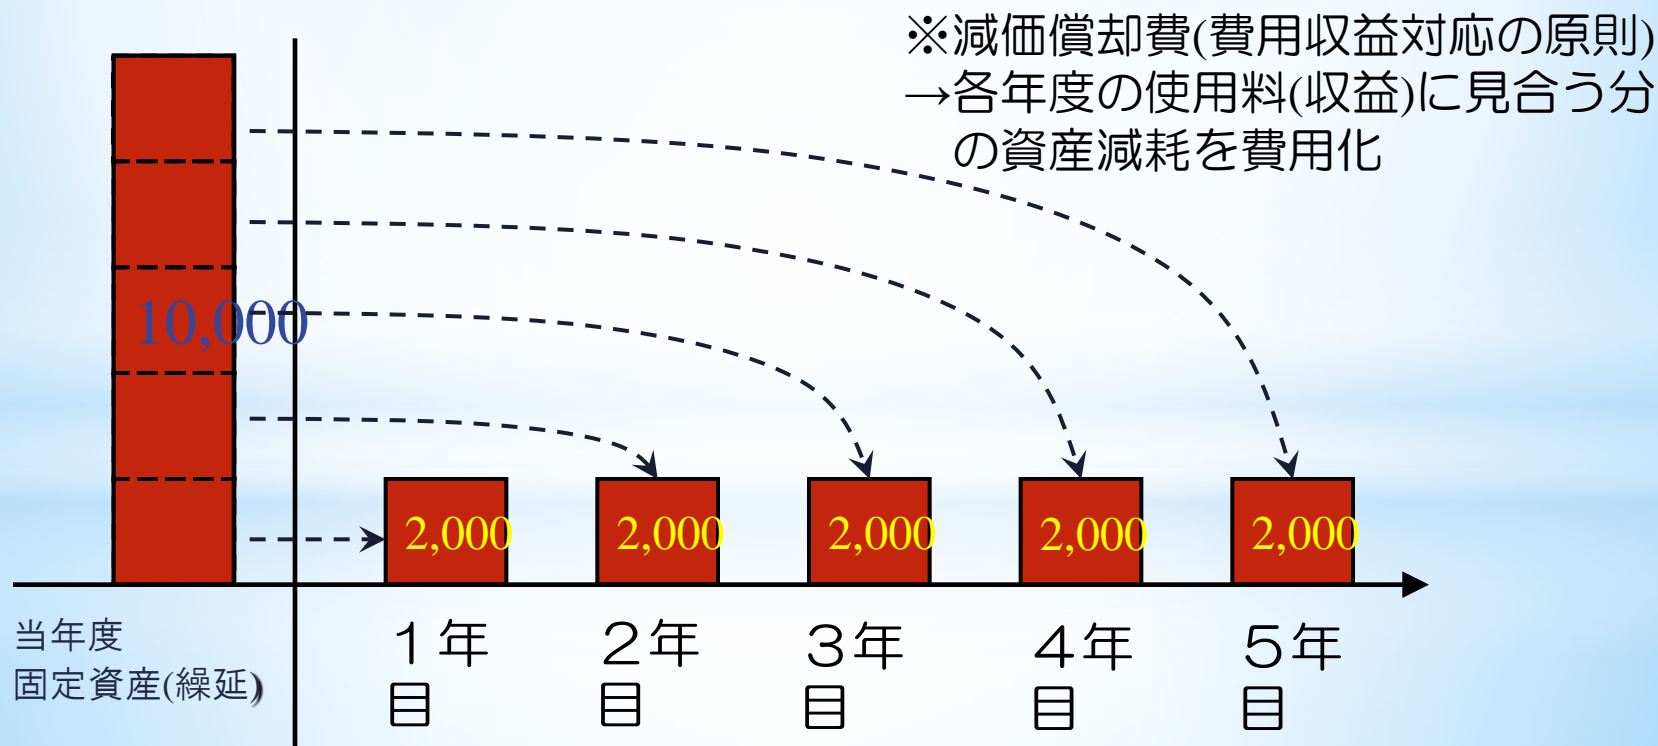 ※減価償却費(費用収益対応の原則)
→各年度の使用料(収益)に見合う分
の資産減耗を費用化
10,000
2,000
2,000
2,000
2,000
2,000
当年度
固定資産(繰延)
１年
目
２年
目
３年
目
４年
目
５年
目